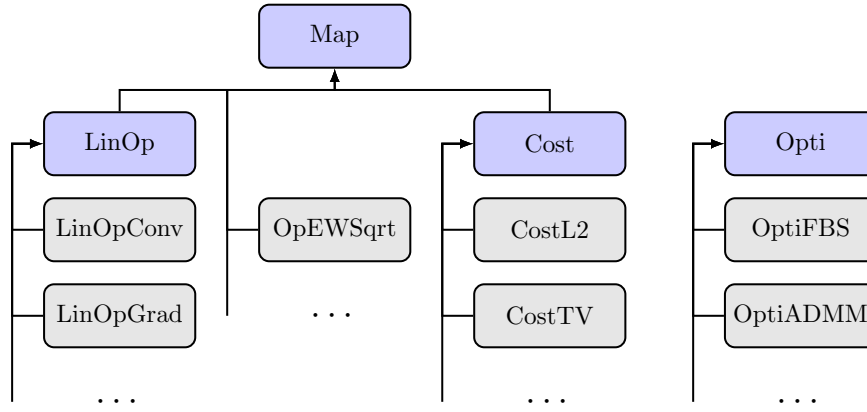 Map
LinOp
Cost
Opti
LinOpConv
OpEWSqrt
CostL2
OptiFBS
LinOpGrad
...
CostTV
OptiADMM
...
...
...